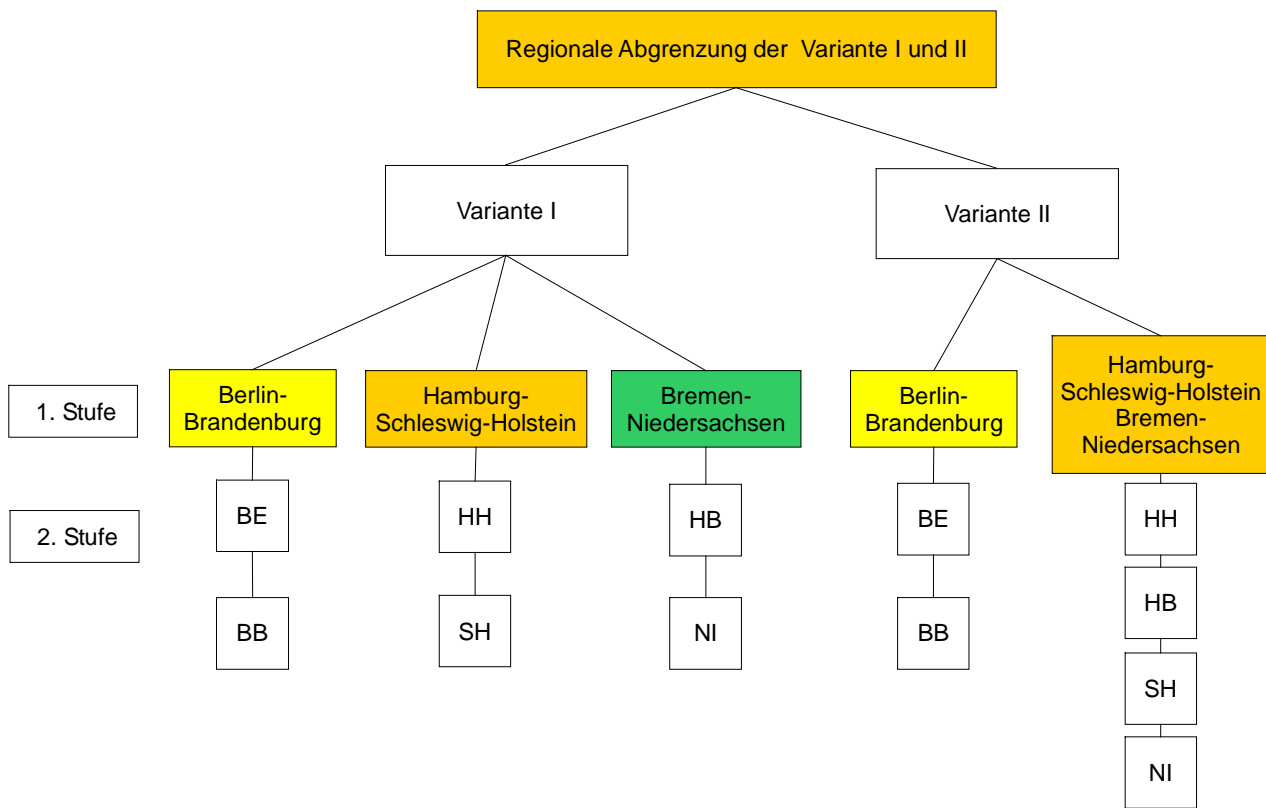 Regionale Abgrenzung der Variante I und II
Variante I
Variante II
1. Stufe
Berlin-
Brandenburg
Hamburg-
Schleswig-Holstein
Bremen-
Niedersachsen
Berlin-
Brandenburg
Hamburg-
Schleswig-Holstein
Bremen-
Niedersachsen
2. Stufe
BE
HH
HB
BE
HH
HB
BB
SH
NI
BB
SH
NI